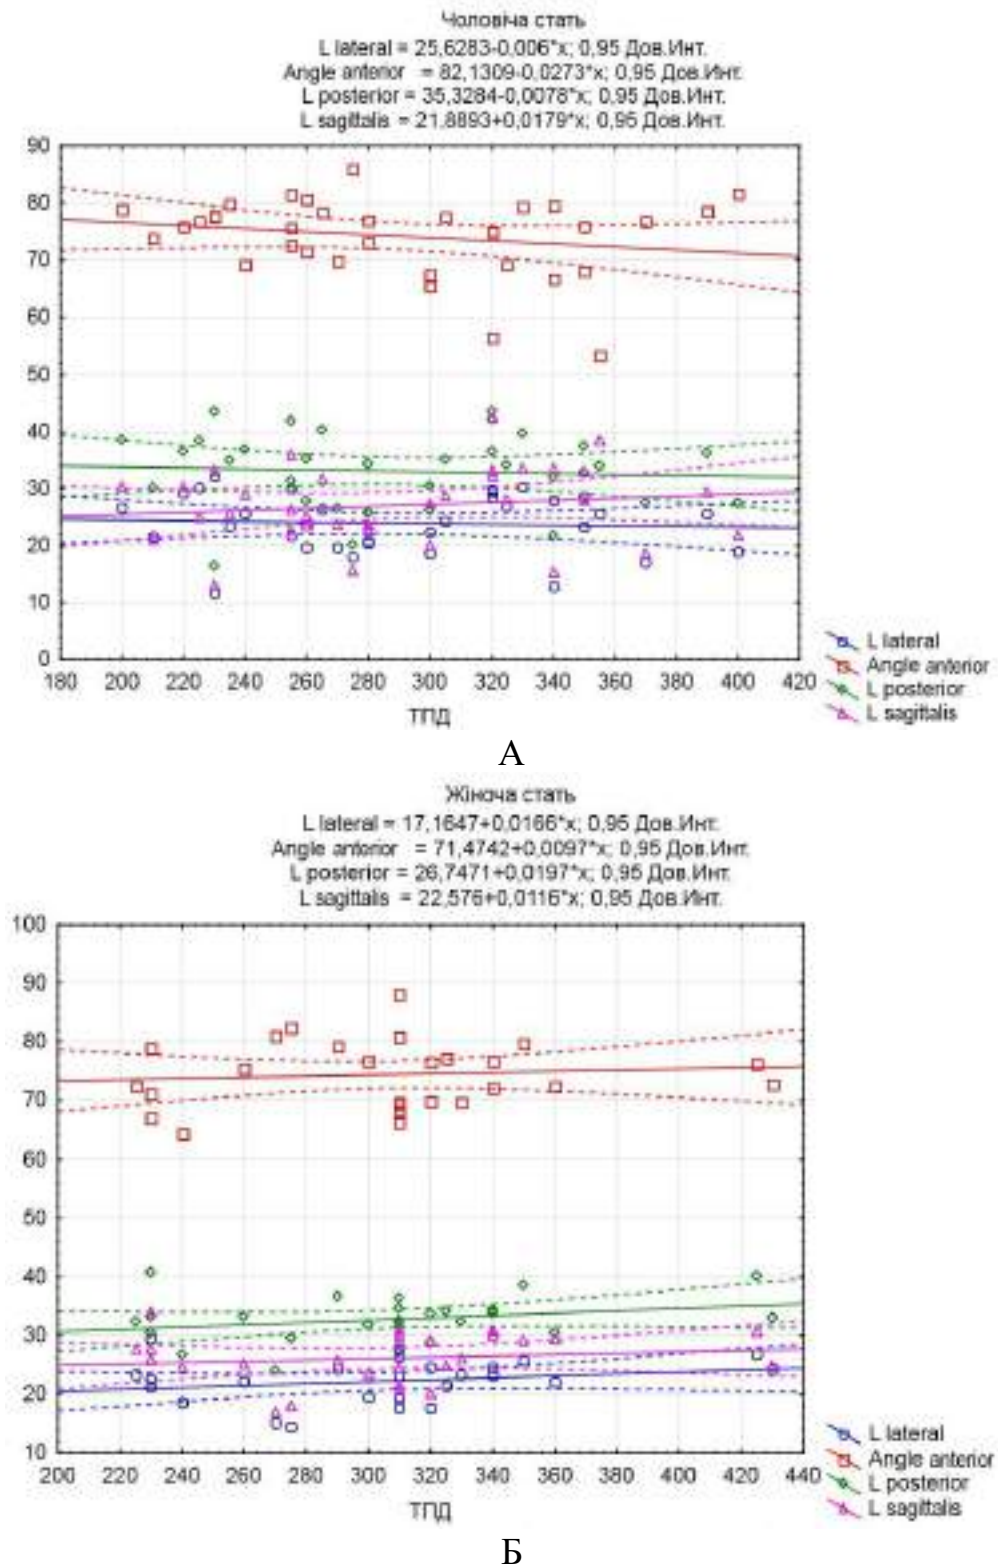 Чоловіча стать
L lateral = 25,6283-0,006*x; 0,95 Дов.Инт.
Angle anterior = 82,1309-0,0273*x; 0,95 Дов.Инт.
L posterior = 35,3284-0,0078*x; 0,95 Дов.Инт.
L sagittalis = 21,8893+0,0179*x; 0,95 Дов.Инт.
90
80
70
60
50
40
30
20
10
0
180 200 220 240 260 280 300 320 340 360 380 400 420
ТПД
L lateral
Angle anterior
L posterior
L sagittalis
А
Жіноча стать
L lateral = 17,1647+0,0166*x; 0,95 Дов.Инт.
Angle anterior = 71,4742+0,0097*x; 0,95 Дов.Инт.
L posterior = 26,7471+0,0197*x; 0,95 Дов.Инт.
L sagittalis = 22,576+0,0116*x; 0,95 Дов.Инт.
100
90
80
70
60
50
40
30
20
10
200 220 240 260 280 300 320 340 360 380 400 420 440
ТПД
L lateral
Angle anterior
L posterior
L sagittalis
Б